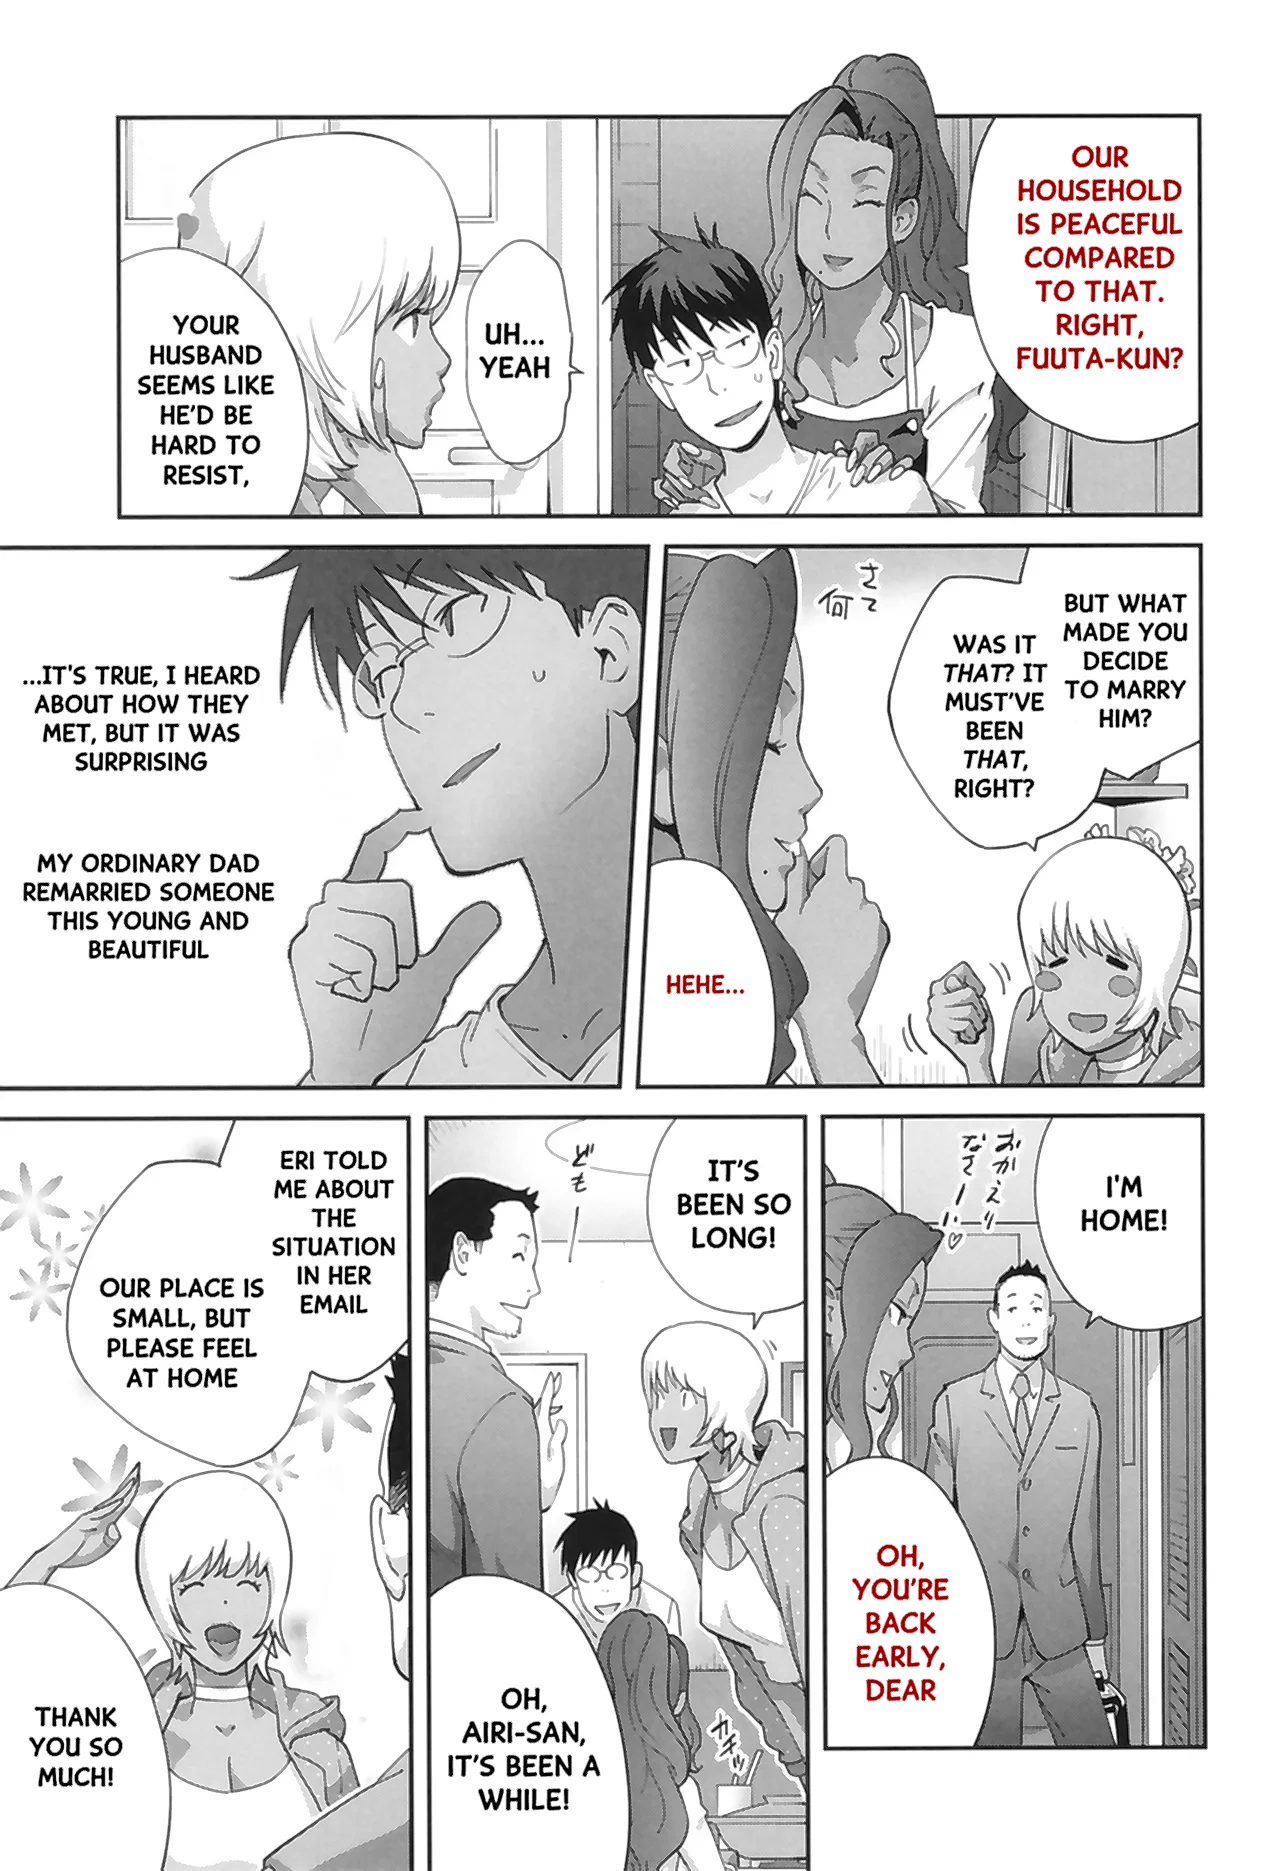 OUR
HOUSEHOLD
IS PEACEFUL
COMPARED
TO THAT.
RIGHT,
FUUTA-KUN?
UH...
YEAH
YOUR
HUSBAND
SEEMS LIKE
HE'D BE
HARD TO
RESIST,
BUT WHAT
MADE YOU
DECIDE
TO MARRY
HIM?
WAS IT
THAT? IT
MUST'VE
BEEN
THAT,
RIGHT?
さて
何
HEHE...
...IT'S TRUE, I HEARD
ABOUT HOW THEY
MET, BUT IT WAS
SURPRISING
MY ORDINARY DAD
REMARRIED SOMEONE
THIS YOUNG AND
BEAUTIFUL
I'M
HOME!
おかえり
なさーい♡
OH,
YOU'RE
BACK
EARLY,
DEAR
IT'S
BEEN SO
LONG!
どもー
OH,
AIRI-SAN,
IT'S BEEN A
WHILE!
カチッ
ERI TOLD
ME ABOUT
THE
SITUATION
IN HER
EMAIL
OUR PLACE IS
SMALL, BUT
PLEASE FEEL
AT HOME
THANK
YOU SO
MUCH!